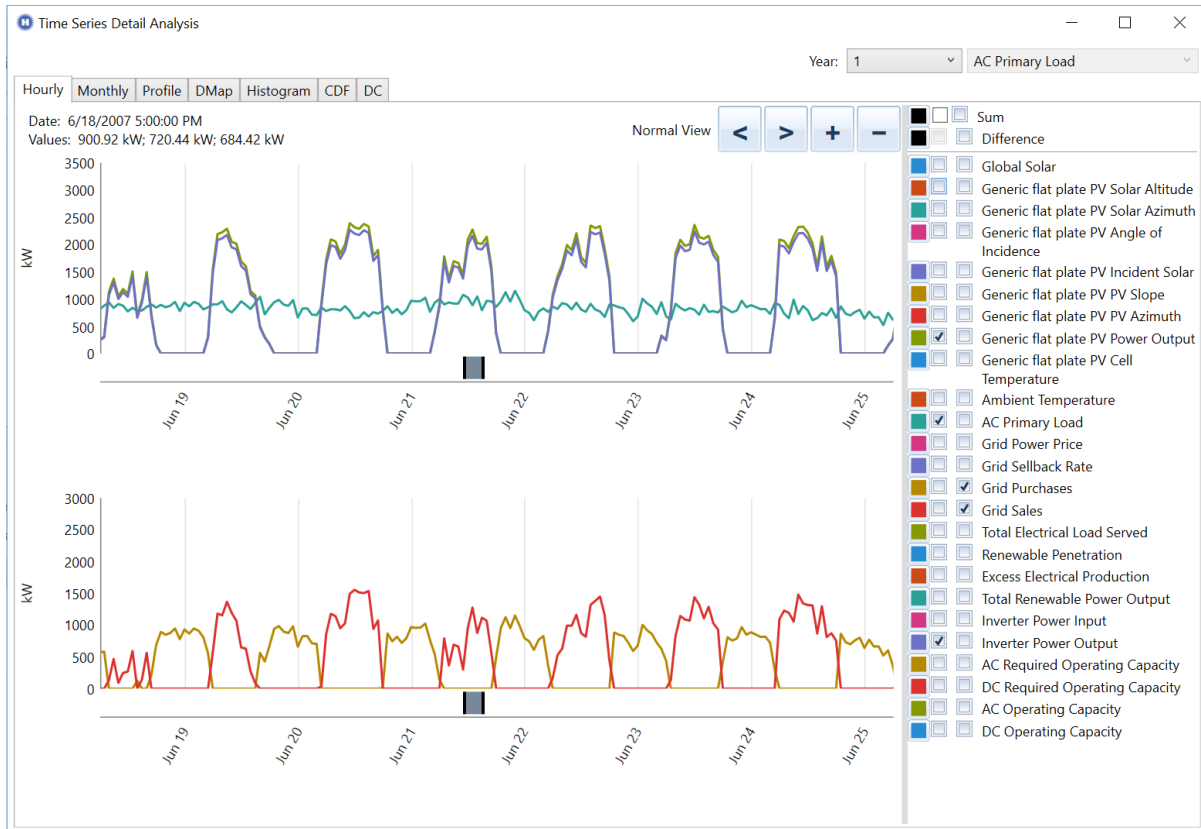 H Time Series Detail Analysis
Year: 1 AC Primary Load
Hourly Monthly Profile DMap Histogram CDF DC
Date: 6/18/2007 5:00:00 PM
Values: 900.92 kW; 720.44 kW; 684.42 kW
Normal View < > + −
3500
3000
2500
2000
1500
1000
500
0
kW
Jun 19
Jun 20
Jun 21
Jun 22
Jun 23
Jun 24
Jun 25
3000
2500
2000
1500
1000
500
0
kW
Jun 19
Jun 20
Jun 21
Jun 22
Jun 23
Jun 24
Jun 25
Sum
Difference
Global Solar
Generic flat plate PV Solar Altitude
Generic flat plate PV Solar Azimuth
Generic flat plate PV Angle of
Incidence
Generic flat plate PV Incident Solar
Generic flat plate PV PV Slope
Generic flat plate PV PV Azimuth
Generic flat plate PV Power Output
Generic flat plate PV Cell
Temperature
Ambient Temperature
AC Primary Load
Grid Power Price
Grid Sellback Rate
Grid Purchases
Grid Sales
Total Electrical Load Served
Renewable Penetration
Excess Electrical Production
Total Renewable Power Output
Inverter Power Input
Inverter Power Output
AC Required Operating Capacity
DC Required Operating Capacity
AC Operating Capacity
DC Operating Capacity